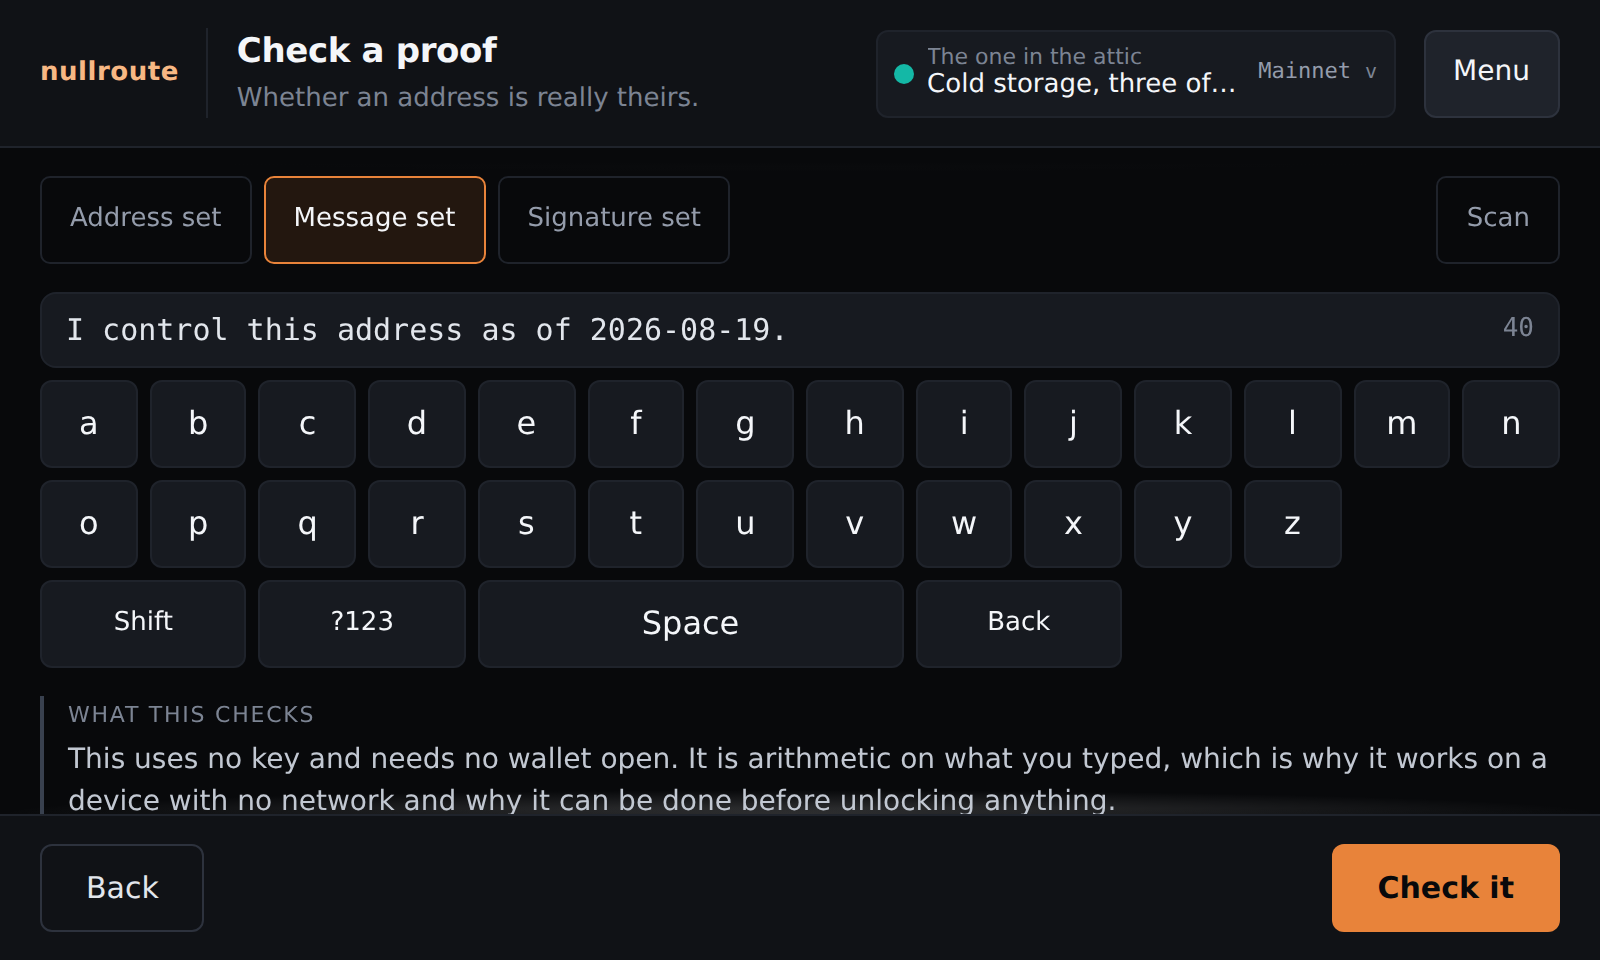 nullroute
Check a proof
Whether an address is really theirs.
The one in the attic
Cold storage, three of…
Mainnet v
Menu
Address set
Message set
Signature set
Scan
I control this address as of 2026-08-19.
40
a b c d e f g h i j k l m n
o p q r s t u v w x y z
Shift ?123 Space Back
WHAT THIS CHECKS
This uses no key and needs no wallet open. It is arithmetic on what you typed, which is why it works on a
device with no network and why it can be done before unlocking anything.
Back
Check it